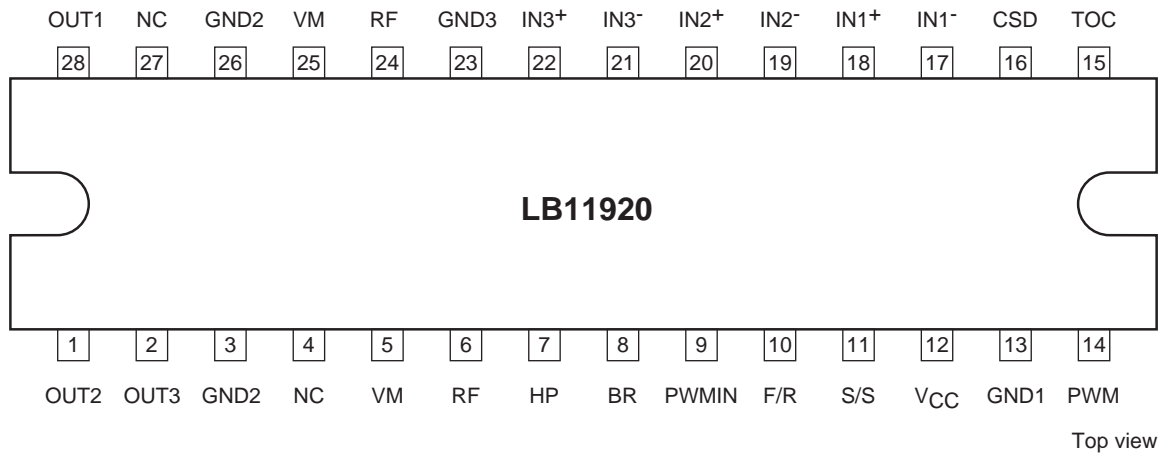 OUT1 NC GND2 VM RF GND3 IN3+ IN3- IN2+ IN2- IN1+ IN1- CSD TOC
28 27 26 25 24 23 22 21 20 19 18 17 16 15
LB11920
1 2 3 4 5 6 7 8 9 10 11 12 13 14
OUT2 OUT3 GND2 NC VM RF HP BR PWMIN F/R S/S VCC GND1 PWM
Top view